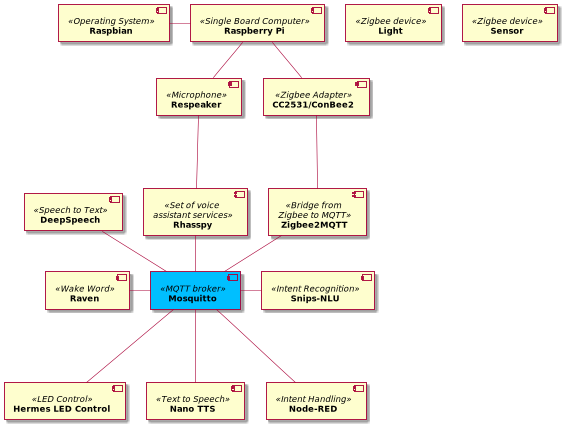 «Operating System»
Raspbian
«Single Board Computer»
Raspberry Pi
«Zigbee device»
Light
«Zigbee device»
Sensor
«Microphone»
Respeaker
«Zigbee Adapter»
CC2531/ConBee2
«Speech to Text»
DeepSpeech
«Set of voice
assistant services»
Rhasspy
«Bridge from
Zigbee to MQTT»
Zigbee2MQTT
«Wake Word»
Raven
«MQTT broker»
Mosquitto
«Intent Recognition»
Snips-NLU
«LED Control»
Hermes LED Control
«Text to Speech»
Nano TTS
«Intent Handling»
Node-RED